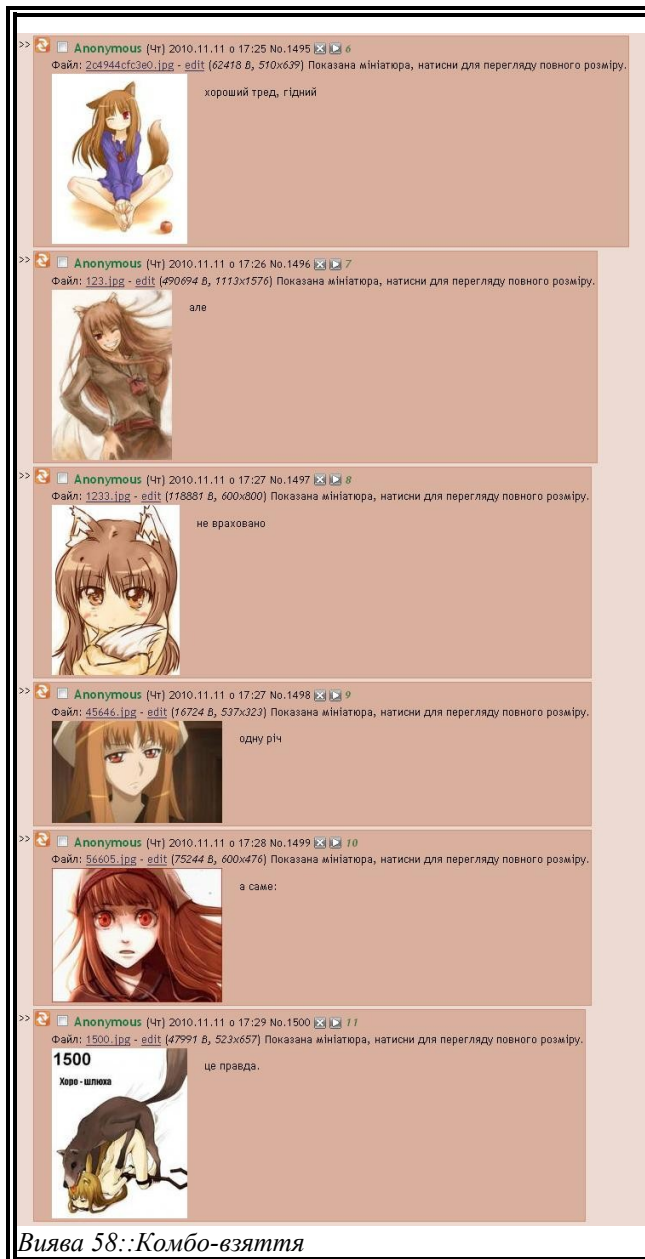 >> Anonymous (Чт) 2010.11.11 о 17:25 No.1495 6
Файл: 2c4944cfc3e0.jpg - edit (62418 B, 510x639) Показана мініатюра, натисни для перегляду повного розміру.
хороший тред, гідний
>> Anonymous (Чт) 2010.11.11 о 17:26 No.1496 7
Файл: 123.jpg - edit (490694 B, 1113x1576) Показана мініатюра, натисни для перегляду повного розміру.
але
>> Anonymous (Чт) 2010.11.11 о 17:27 No.1497 8
Файл: 1233.jpg - edit (118881 B, 600x800) Показана мініатюра, натисни для перегляду повного розміру.
не враховано
>> Anonymous (Чт) 2010.11.11 о 17:27 No.1498 9
Файл: 45646.jpg - edit (16724 B, 537x323) Показана мініатюра, натисни для перегляду повного розміру.
одну річ
>> Anonymous (Чт) 2010.11.11 о 17:28 No.1499 10
Файл: 56605.jpg - edit (75244 B, 600x476) Показана мініатюра, натисни для перегляду повного розміру.
а саме:
>> Anonymous (Чт) 2010.11.11 о 17:29 No.1500 11
Файл: 1500.jpg - edit (47991 B, 523x657) Показана мініатюра, натисни для перегляду повного розміру.
1500
Хоро - шлюха
це правда.
Виява 58::Комбо-взяття